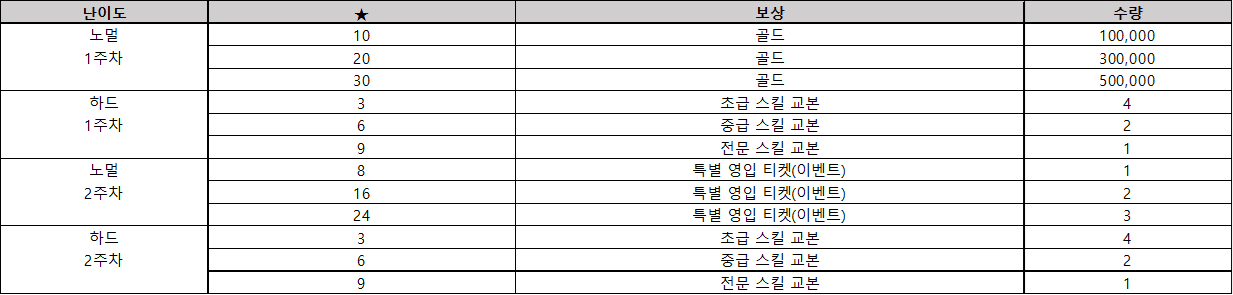 난이도 ★ 보상 수량
노멀 10 골드 100,000
1주차 20 골드 300,000
30 골드 500,000
하드 3 초급 스킬 교본 4
1주차 6 중급 스킬 교본 2
9 전문 스킬 교본 1
노멀 8 특별 영입 티켓(이벤트) 1
2주차 16 특별 영입 티켓(이벤트) 2
24 특별 영입 티켓(이벤트) 3
하드 3 초급 스킬 교본 4
2주차 6 중급 스킬 교본 2
9 전문 스킬 교본 1